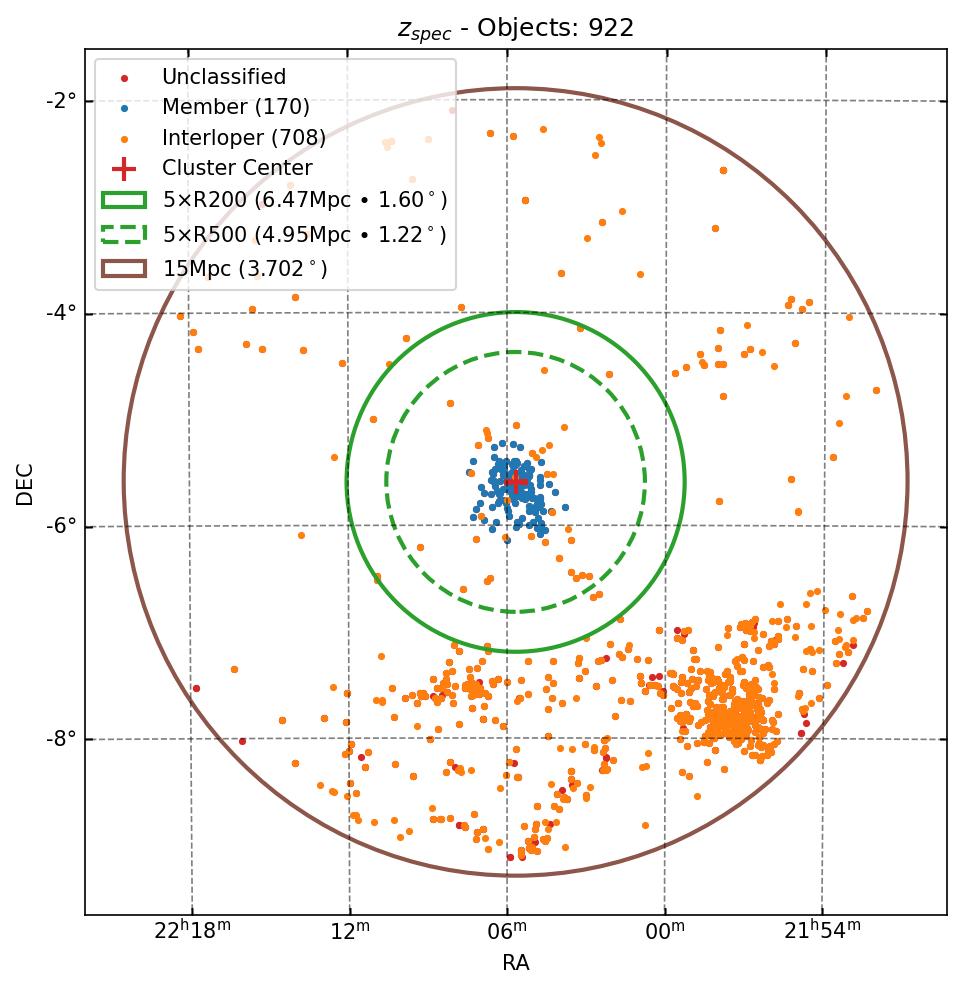 z_spec - Objects: 922
Unclassified
Member (170)
Interloper (708)
Cluster Center
5×R200 (6.47Mpc • 1.60°)
5×R500 (4.95Mpc • 1.22°)
15Mpc (3.702°)
-2°
-4°
-6°
-8°
DEC
22ʰ18ᵐ 12ᵐ 06ᵐ 00ᵐ 21ʰ54ᵐ
RA